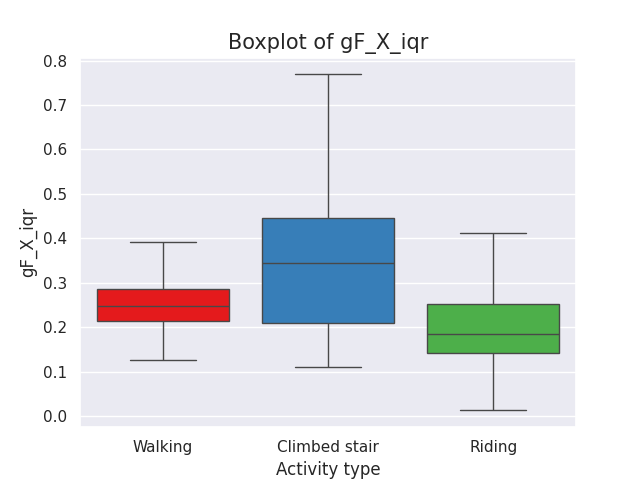 Boxplot of gF_X_iqr
0.8
0.7
0.6
0.5
0.4
0.3
0.2
0.1
0.0
gF_X_iqr
Walking
Climbed stair
Riding
Activity type